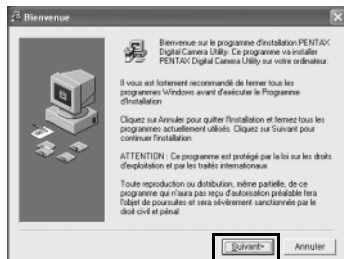 Bienvenue
Bienvenue sur le programme d'installation PENTAX
Digital Camera Utility. Ce programme va installer
PENTAX Digital Camera Utility sur votre ordinateur.
Il vous est fortement recommandé de fermer tous les
programmes Windows avant d'exécuter le Programme
d'installation
Cliquez sur Annuler pour quitter l'installation et fermez tous les
programmes actuellement utilisés. Cliquez sur Suivant pour
continuer l'installation
ATTENTION : Ce programme est protégé par la loi sur les droits
d'exploitation et par les traités internationaux
Toute reproduction ou distribution, même partielle, de ce
programme qui n'aura pas reçu d'autorisation préalable fera
l'objet de poursuites et sera sévèrement sanctionnée par le
droit civil et pénal
Suivant>
Annuler